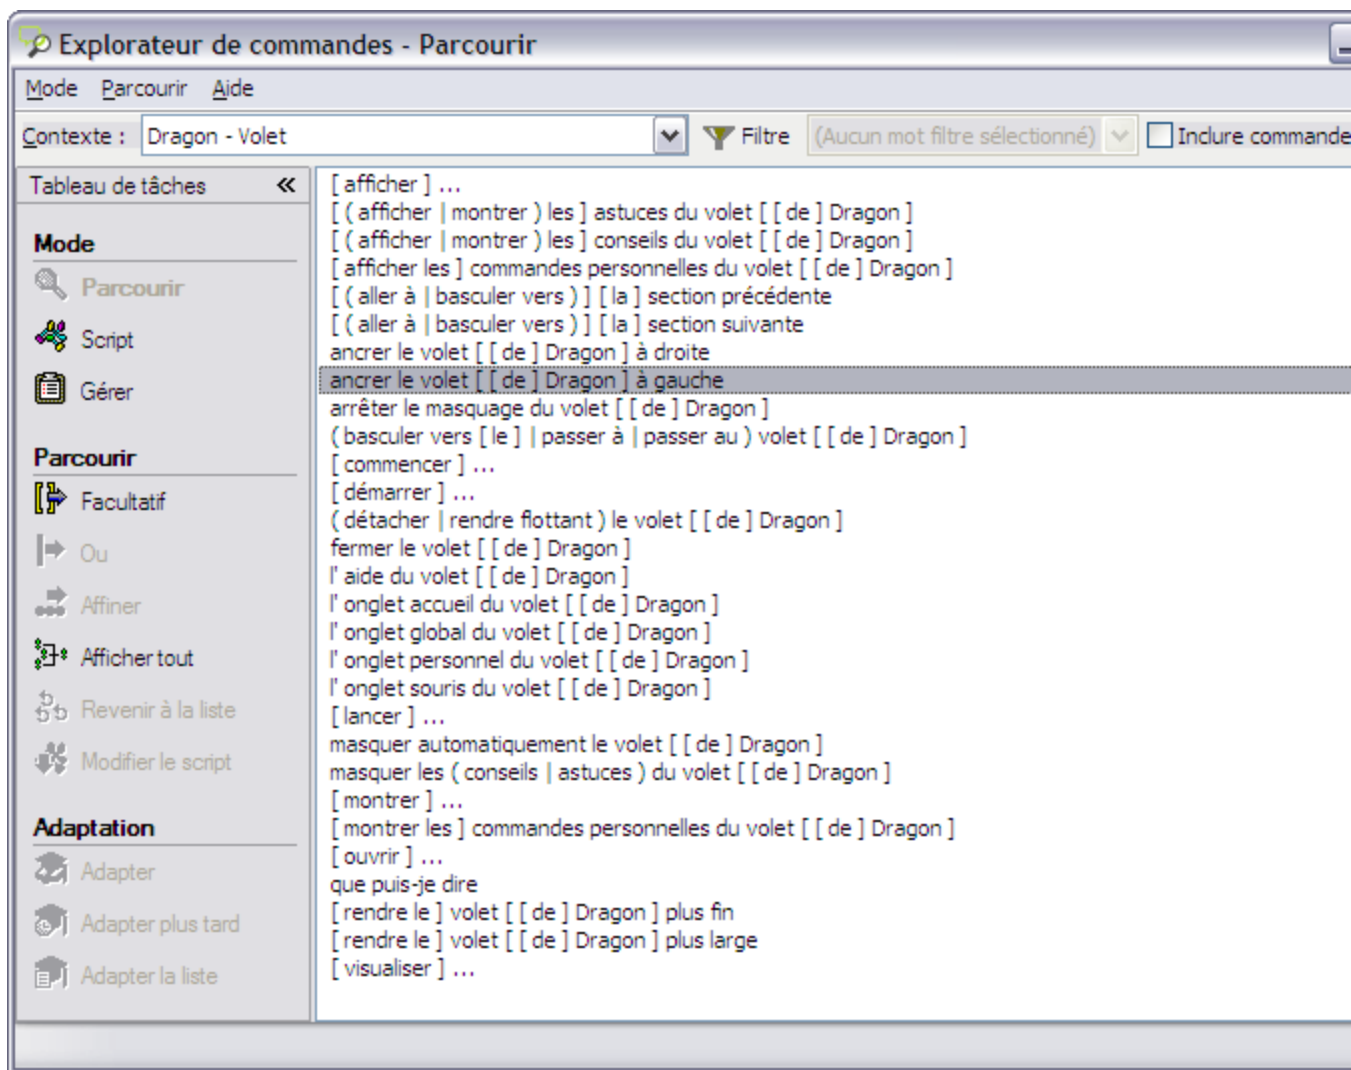 Explorateur de commandes - Parcourir
Mode Parcourir Aide
Contexte : Dragon - Volet Filtre (Aucun mot filtre sélectionné) Inclure commande
Tableau de tâches «
Mode
Parcourir
Script
Gérer
Parcourir
Facultatif
Ou
Affiner
Afficher tout
Revenir à la liste
Modifier le script
Adaptation
Adapter
Adapter plus tard
Adapter la liste
[ afficher ] ...
[ ( afficher | montrer ) les ] astuces du volet [ [ de ] Dragon ]
[ ( afficher | montrer ) les ] conseils du volet [ [ de ] Dragon ]
[ afficher les ] commandes personnelles du volet [ [ de ] Dragon ]
[ ( aller à | basculer vers ) ] [ la ] section précédente
[ ( aller à | basculer vers ) ] [ la ] section suivante
ancrer le volet [ [ de ] Dragon ] à droite
ancrer le volet [ [ de ] Dragon ] à gauche
arrêter le masquage du volet [ [ de ] Dragon ]
( basculer vers [ le ] | passer à | passer au ) volet [ [ de ] Dragon ]
[ commencer ] ...
[ démarrer ] ...
( détacher | rendre flottant ) le volet [ [ de ] Dragon ]
fermer le volet [ [ de ] Dragon ]
l' aide du volet [ [ de ] Dragon ]
l' onglet accueil du volet [ [ de ] Dragon ]
l' onglet global du volet [ [ de ] Dragon ]
l' onglet personnel du volet [ [ de ] Dragon ]
l' onglet souris du volet [ [ de ] Dragon ]
[ lancer ] ...
masquer automatiquement le volet [ [ de ] Dragon ]
masquer les ( conseils | astuces ) du volet [ [ de ] Dragon ]
[ montrer ] ...
[ montrer les ] commandes personnelles du volet [ [ de ] Dragon ]
[ ouvrir ] ...
que puis-je dire
[ rendre le ] volet [ [ de ] Dragon ] plus fin
[ rendre le ] volet [ [ de ] Dragon ] plus large
[ visualiser ] ...